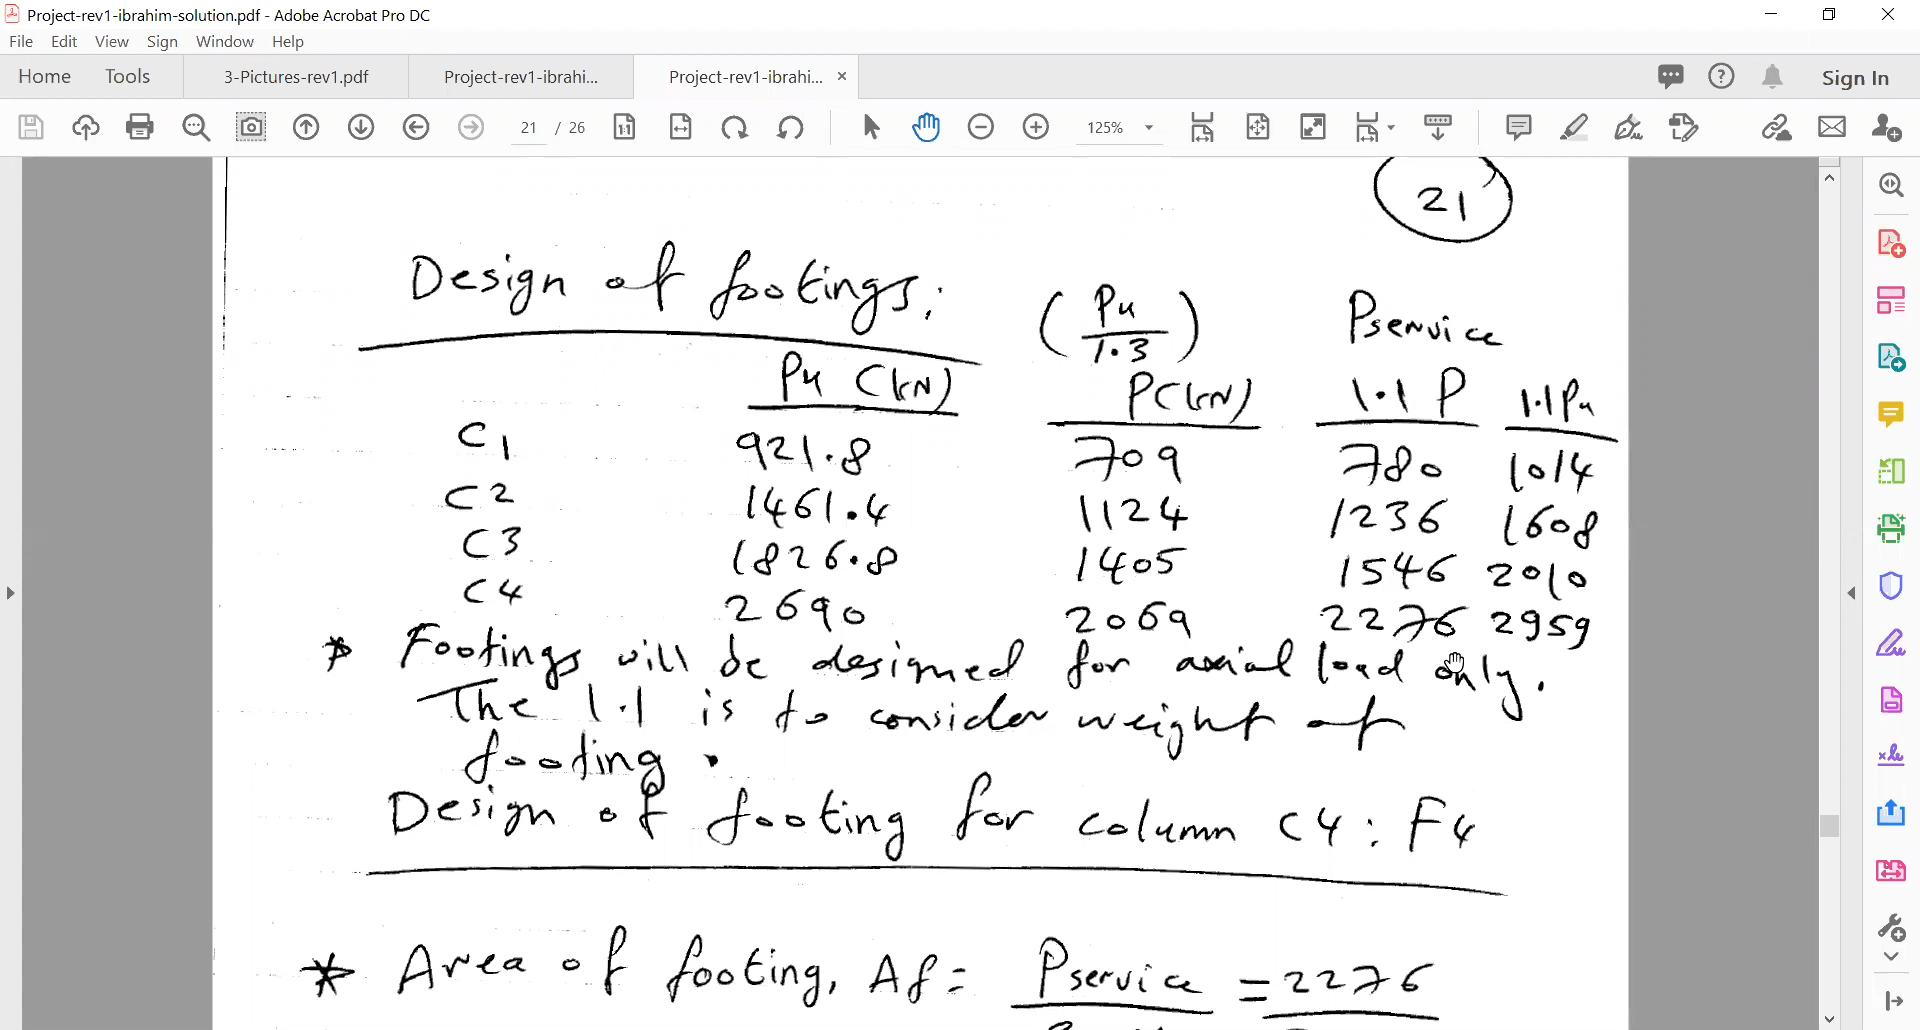 Project-rev1-ibrahim-solution.pdf - Adobe Acrobat Pro DC
File Edit View Sign Window Help
Home Tools 3-Pictures-rev1.pdf Project-rev1-ibrahi... Project-rev1-ibrahi... × Sign In
21 / 26 125%
21
Design of footings:
(Pu/1.3) Pservice
Pu (kN) P(kN) 1.1 P 1.1Pu
C1 921.8 709 780 1014
C2 1461.4 1124 1236 1608
C3 1826.8 1405 1546 2010
C4 2690 2069 2276 2959
* Footings will be designed for axial load only.
The 1.1 is to consider weight of
footing.
Design of footing for column C4: F4
* Area of footing, Af = Pservice = 2276